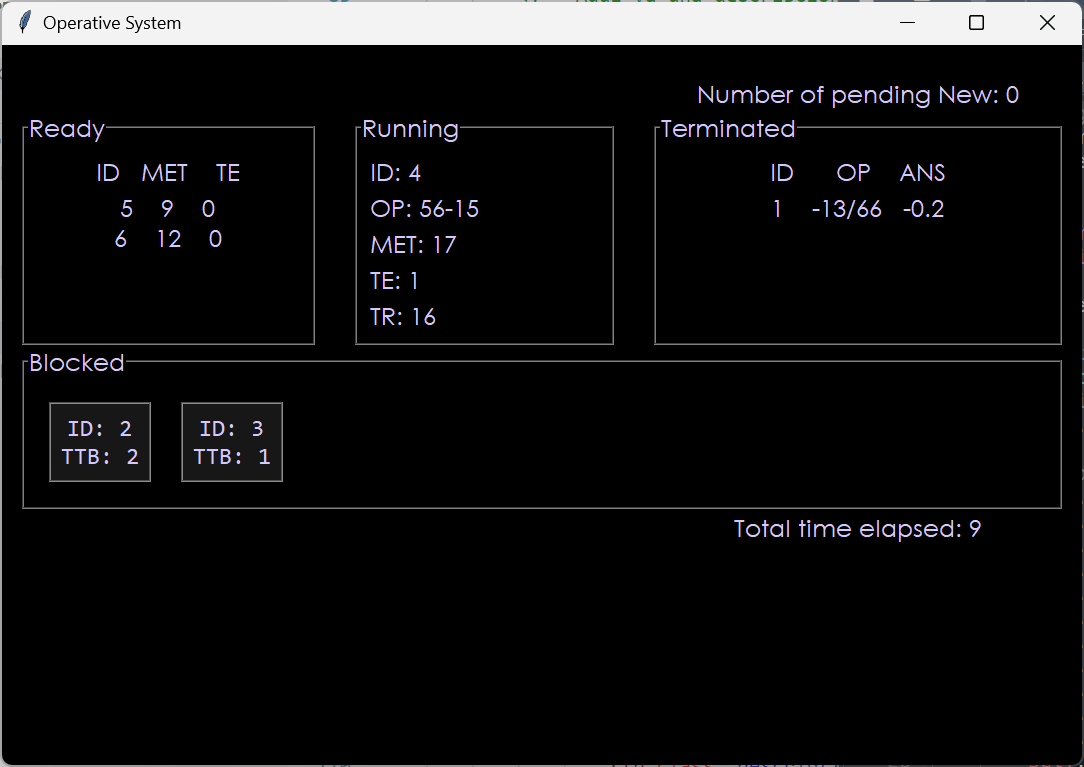 Operative System
Number of pending New: 0
Ready
ID MET TE
5 9 0
6 12 0
Running
ID: 4
OP: 56-15
MET: 17
TE: 1
TR: 16
Terminated
ID OP ANS
1 -13/66 -0.2
Blocked
ID: 2
TTB: 2
ID: 3
TTB: 1
Total time elapsed: 9